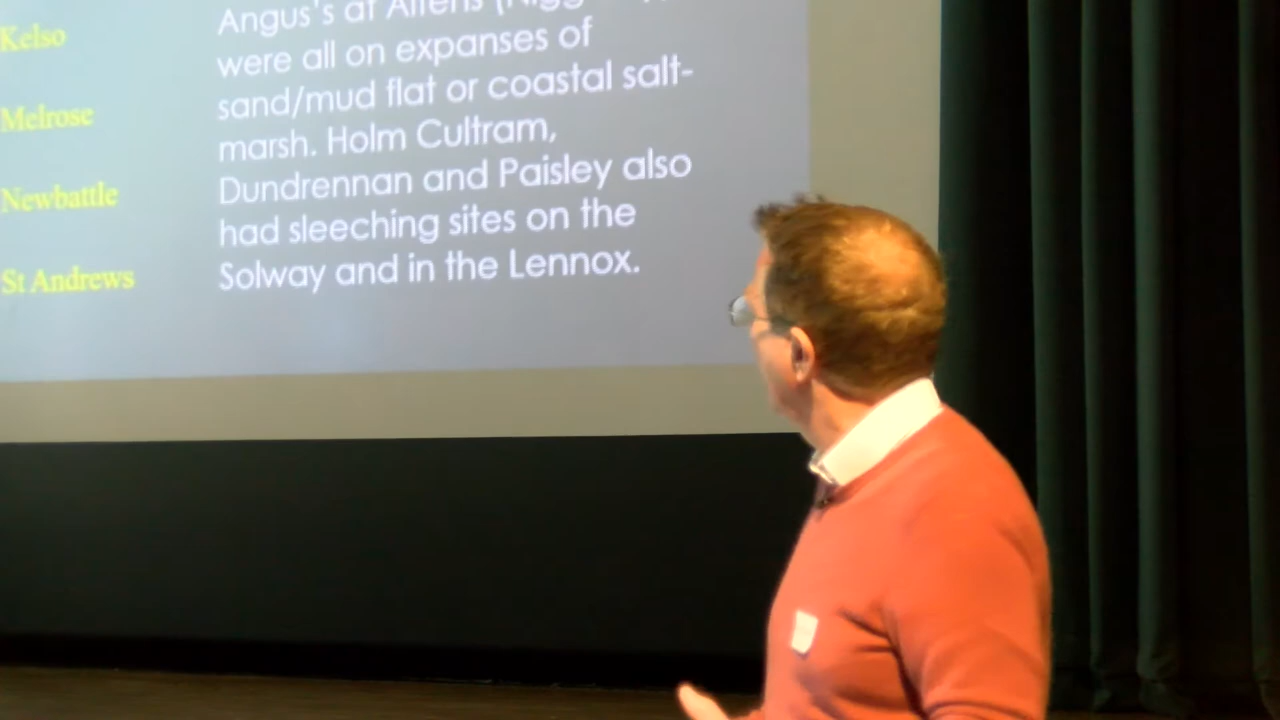 Kelso
Melrose
Newbattle
St Andrews
Angus's at
were all on expanses of
sand/mud flat or coastal salt-
marsh. Holm Cultram,
Dundrennan and Paisley also
had sleeching sites on the
Solway and in the Lennox.